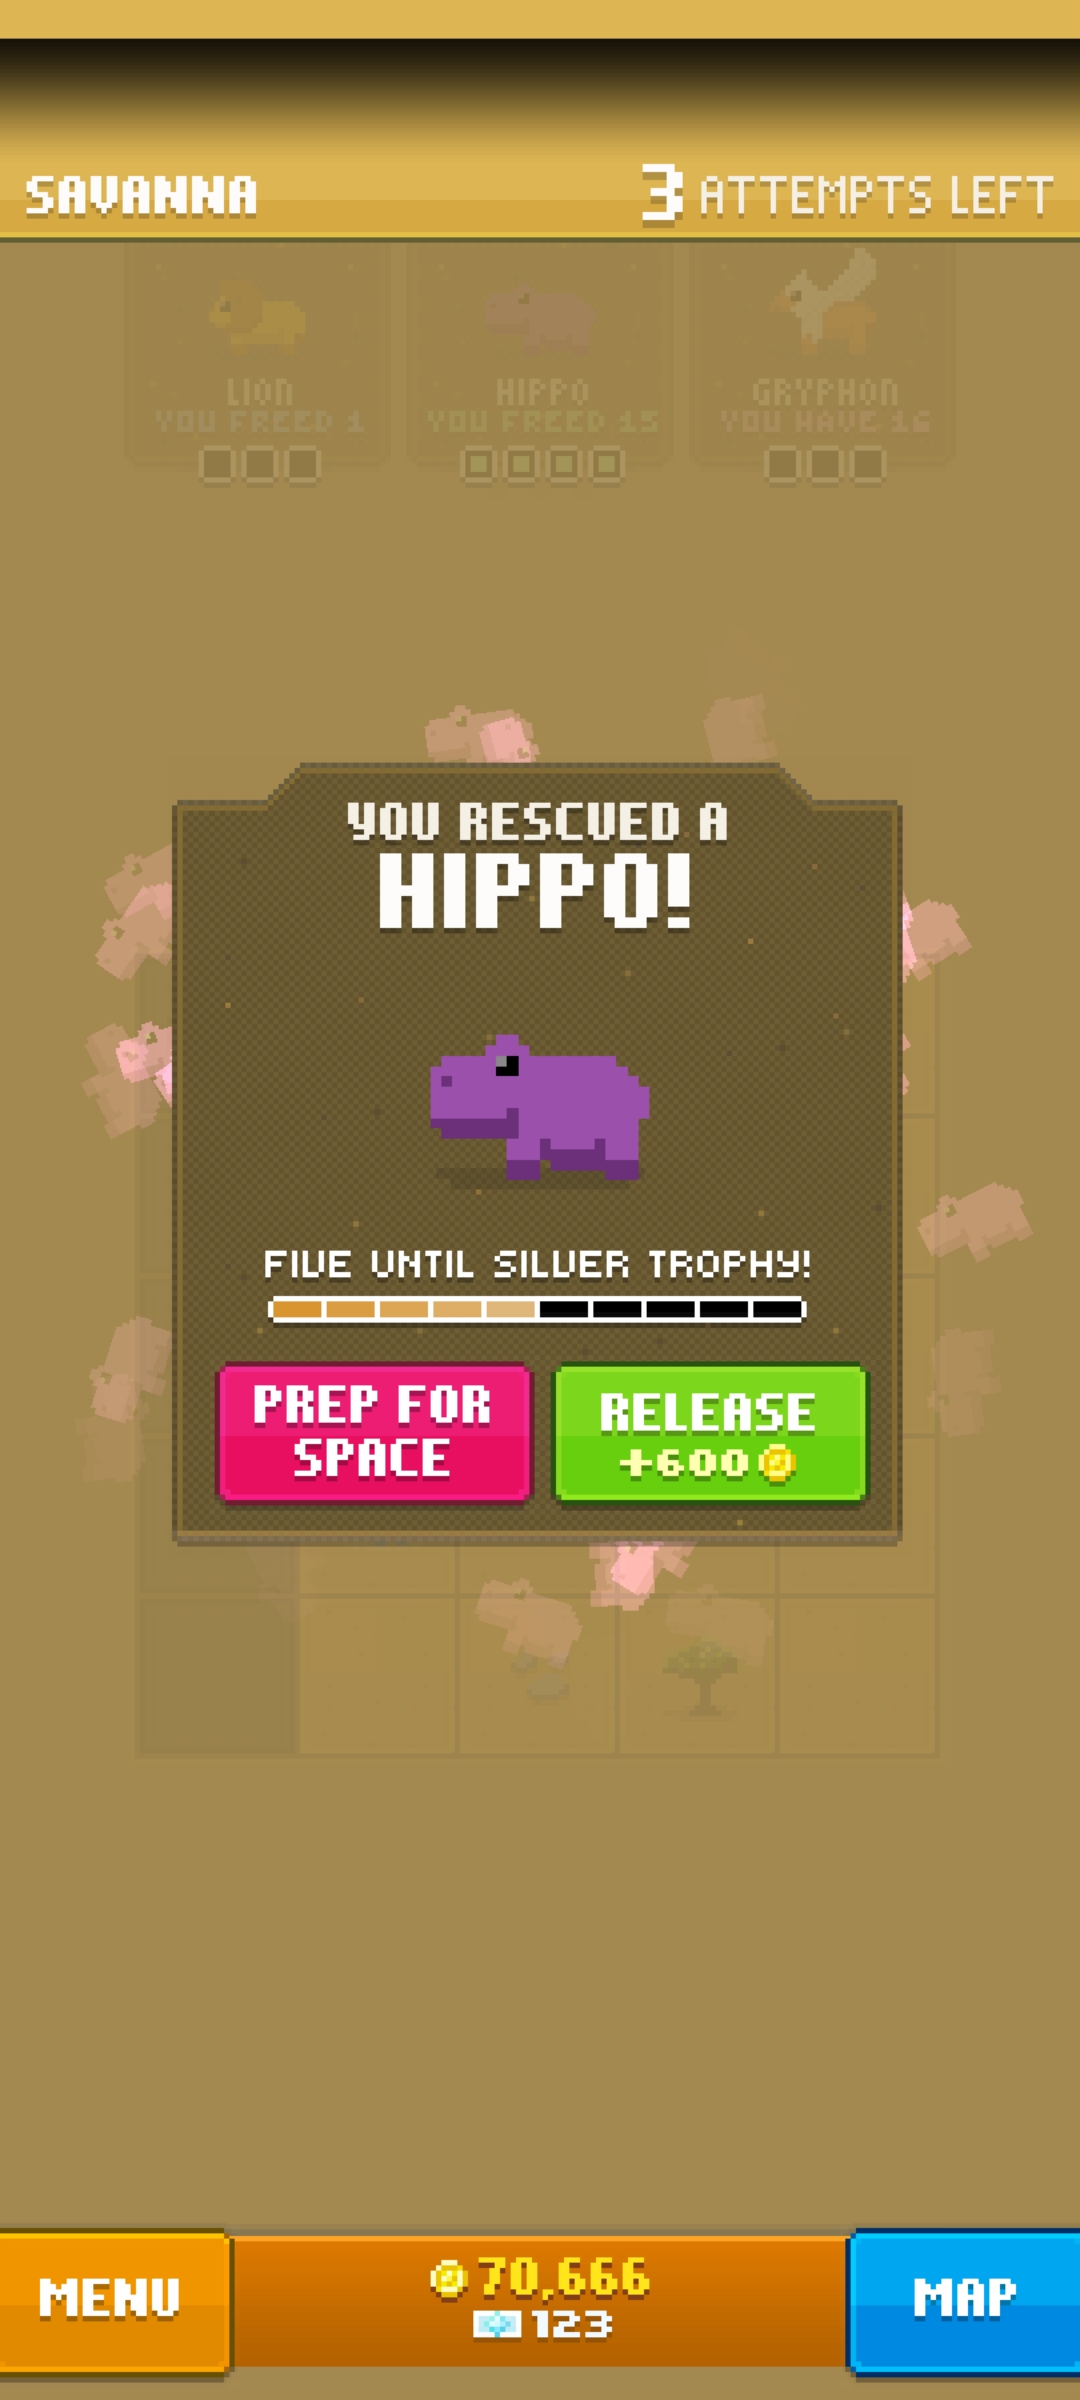 SAVANNA
3 ATTEMPTS LEFT
LION
YOU FREED 1
HIPPO
YOU FREED 15
GRYPHON
YOU HAVE 16
YOU RESCUED A
HIPPO!
FIVE UNTIL SILVER TROPHY!
PREP FOR
SPACE
RELEASE
+600
MENU
70,666
123
MAP